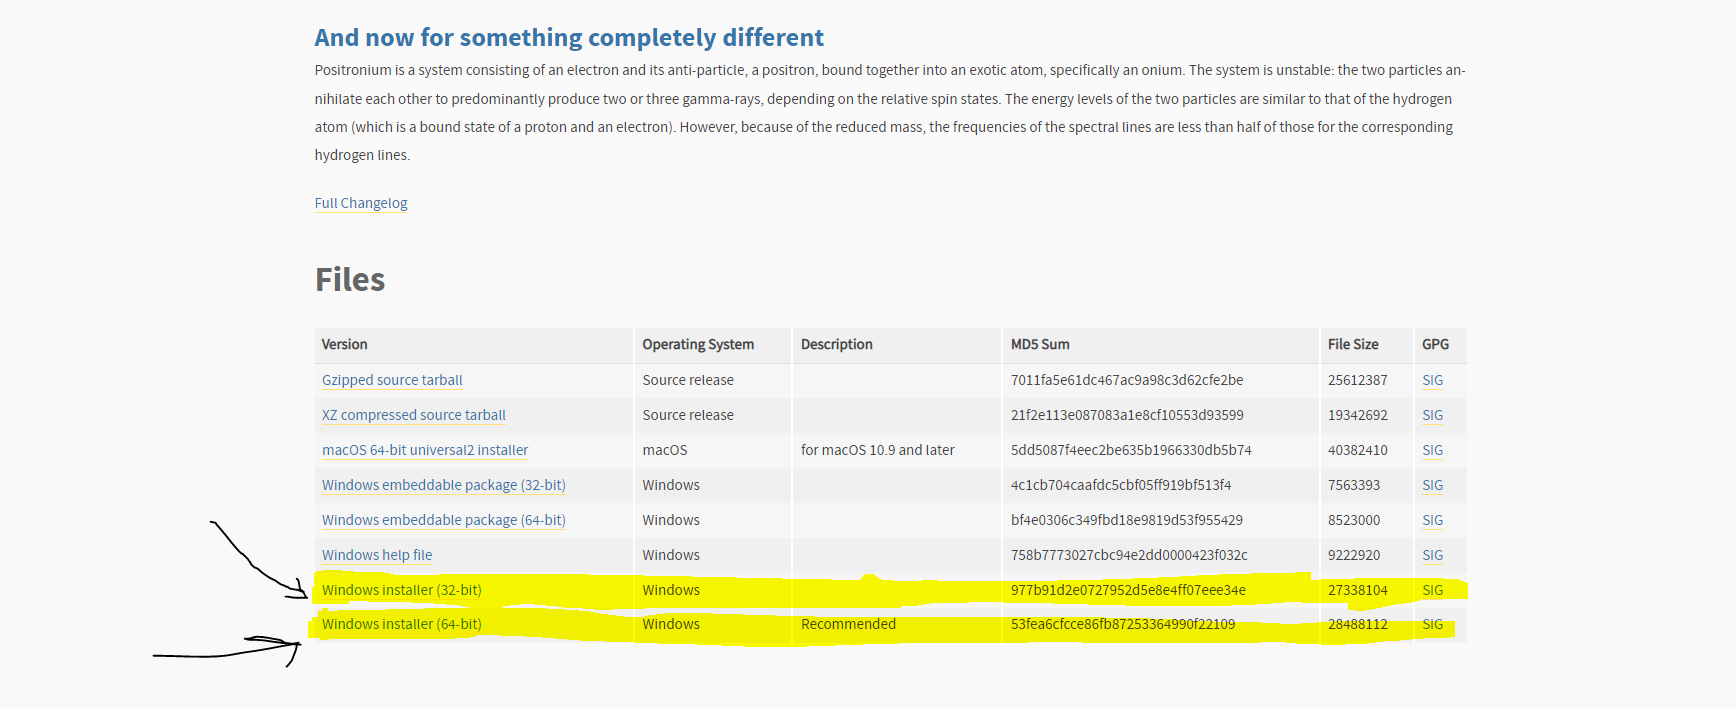 And now for something completely different
Positronium is a system consisting of an electron and its anti-particle, a positron, bound together into an exotic atom, specifically an onium. The system is unstable: the two particles an-
nihilate each other to predominantly produce two or three gamma-rays, depending on the relative spin states. The energy levels of the two particles are similar to that of the hydrogen
atom (which is a bound state of a proton and an electron). However, because of the reduced mass, the frequencies of the spectral lines are less than half of those for the corresponding
hydrogen lines.
Full Changelog
Files
Version Operating System Description MD5 Sum File Size GPG
Gzipped source tarball Source release 7011fa5e61dc467ac9a98c3d62cfe2be 25612387 SIG
XZ compressed source tarball Source release 21f2e113e087083a1e8cf10553d93599 19342692 SIG
macOS 64-bit universal2 installer macOS for macOS 10.9 and later 5dd5087f4eec2be635b1966330db5b74 40382410 SIG
Windows embeddable package (32-bit) Windows 4c1cb704caafdc5cbf05ff919bf513f4 7563393 SIG
Windows embeddable package (64-bit) Windows bf4e0306c349fbd18e9819d53f955429 8523000 SIG
Windows help file Windows 758b7773027cbc94e2dd0000423f032c 9222920 SIG
Windows installer (32-bit) Windows 977b91d2e0727952d5e8e4ff07eee34e 27338104 SIG
Windows installer (64-bit) Windows Recommended 53fea6cfcce86fb87253364990f22109 28488112 SIG